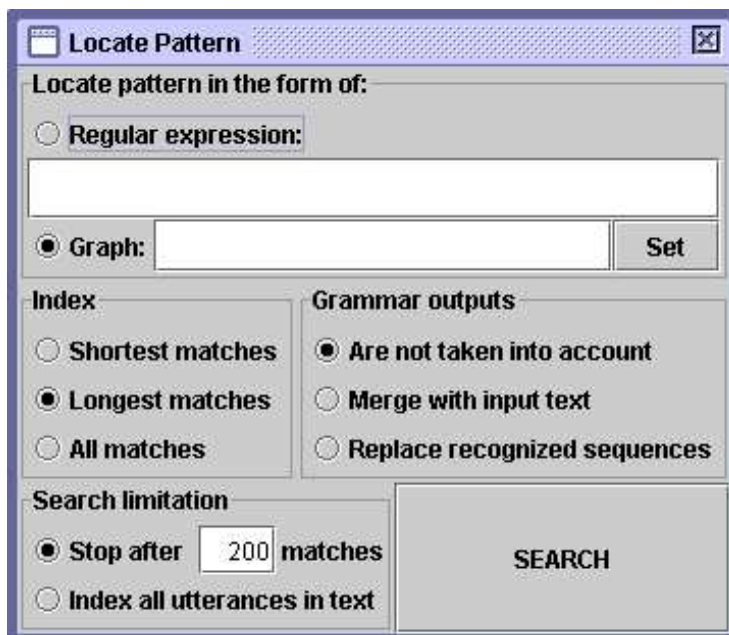 Locate Pattern
Locate pattern in the form of:
Regular expression:
Graph:
Set
Index
Shortest matches
Longest matches
All matches
Grammar outputs
Are not taken into account
Merge with input text
Replace recognized sequences
Search limitation
Stop after 200 matches
Index all utterances in text
SEARCH